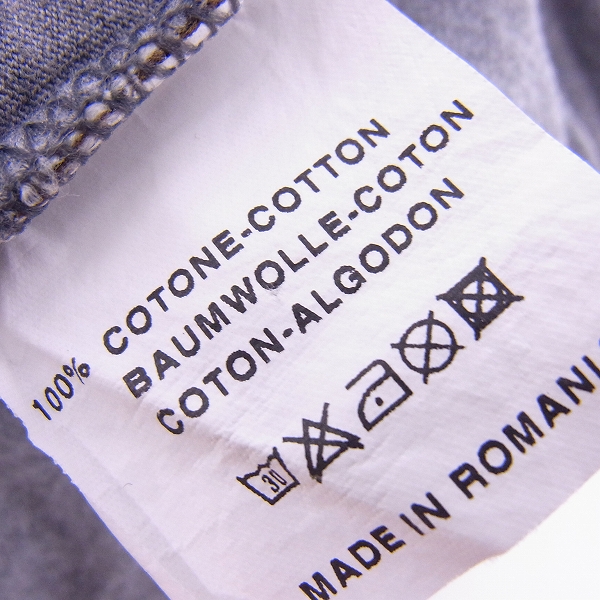 100% COTONE-COTTON
BAUMWOLLE-COTON
COTON-ALGODON
30
MADE IN ROMANI